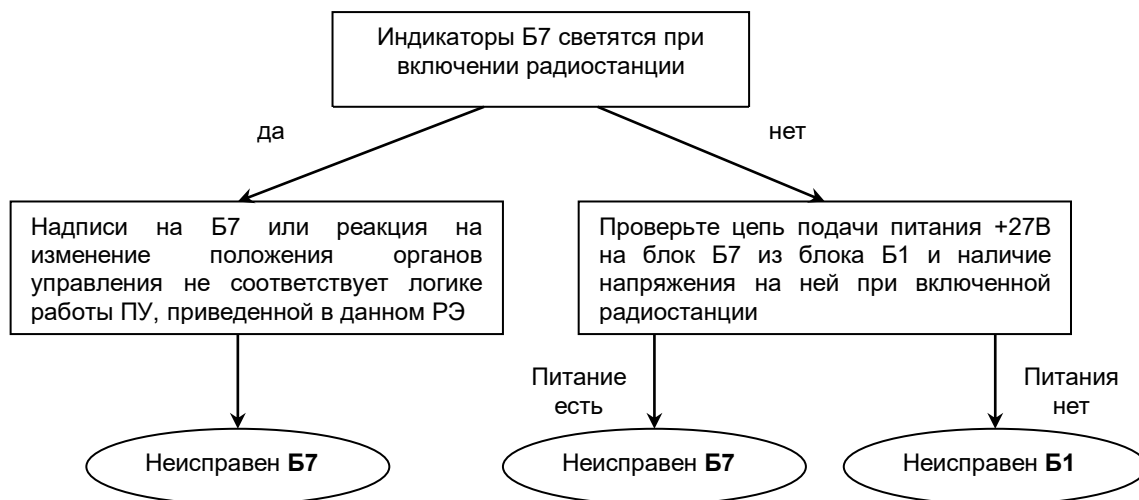 Индикаторы Б7 светятся при
включении радиостанции
да
нет
Надписи на Б7 или реакция на
изменение положения органов
управления не соответствует логике
работы ПУ, приведенной в данном РЭ
Проверьте цепь подачи питания +27В
на блок Б7 из блока Б1 и наличие
напряжения на ней при включенной
радиостанции
Питание
есть
Питания
нет
Неисправен Б7
Неисправен Б7
Неисправен Б1